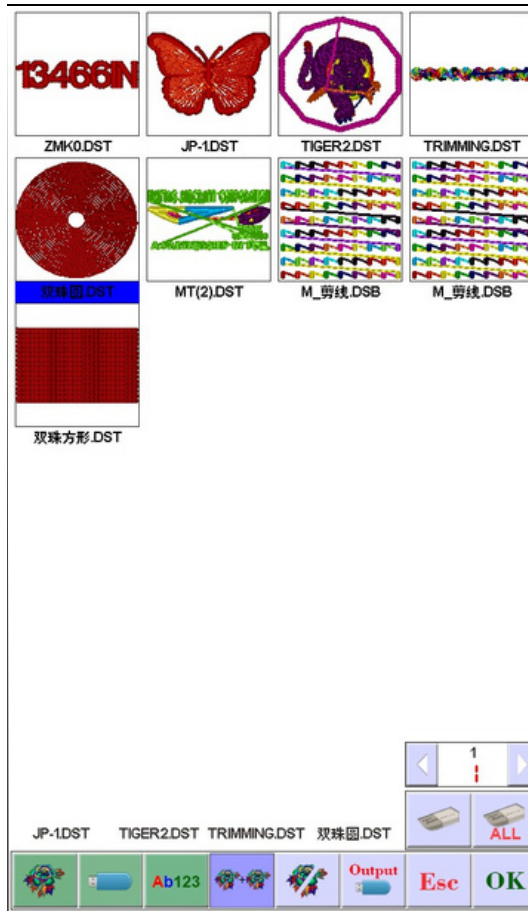 13466IN
ZMK0.DST
JP-1.DST
TIGER2.DST
TRIMMING.DST
双珠圆.DST
MT(2).DST
M_剪线.DSB
M_剪线.DSB
双珠方形.DST
1
ALL
JP-1.DST
TIGER2.DST
TRIMMING.DST
双珠圆.DST
Ab123
Output
Esc
OK